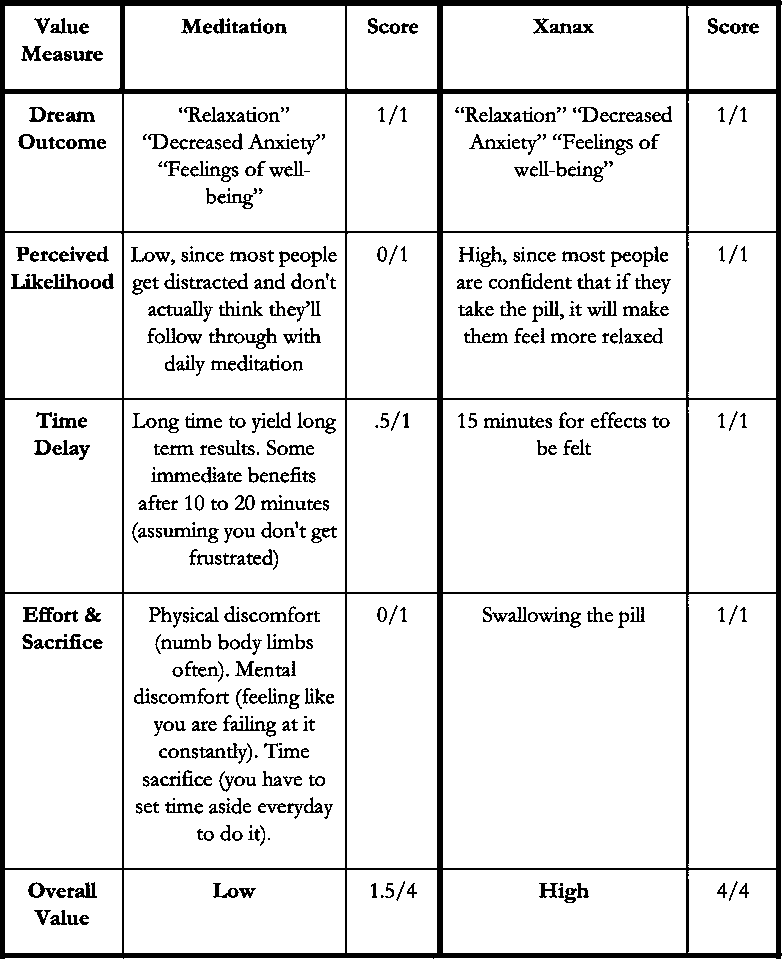 Value Measure
Meditation
Score
Xanax
Score
Dream Outcome
“Relaxation”
“Decreased Anxiety”
“Feelings of well-
being”
1/1
“Relaxation” “Decreased
Anxiety” “Feelings of
well-being”
1/1
Perceived
Likelihood
Low, since most people
get distracted and don't
actually think they’ll
follow through with
daily meditation
0/1
High, since most people
are confident that if they
take the pill, it will make
them feel more relaxed
1/1
Time
Delay
Long time to yield long
term results. Some
immediate benefits
after 10 to 20 minutes
(assuming you don't get
frustrated)
.5/1
15 minutes for effects to
be felt
1/1
Effort &
Sacrifice
Physical discomfort
(numb body limbs
often). Mental
discomfort (feeling like
you are failing at it
constantly). Time
sacrifice (you have to
set time aside everyday
to do it).
0/1
Swallowing the pill
1/1
Overall
Value
Low
1.5/4
High
4/4